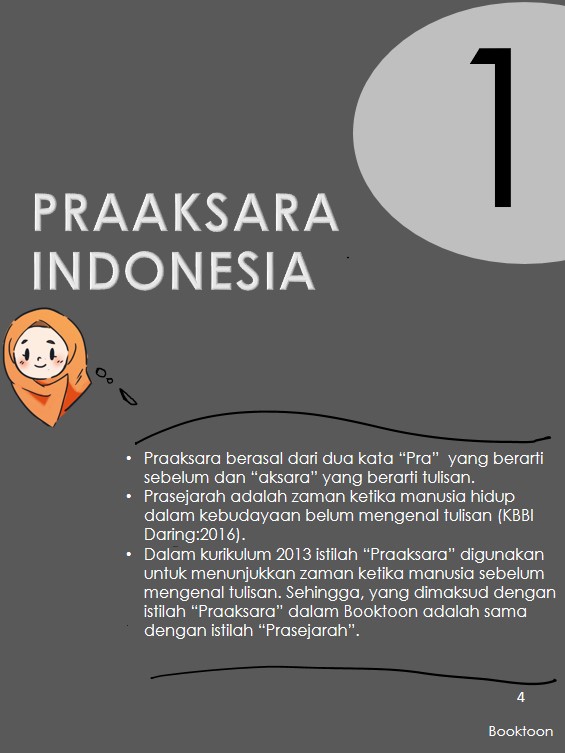 1
PRAAKSARA
INDONESIA
• Praaksara berasal dari dua kata “Pra” yang berarti
sebelum dan “aksara” yang berarti tulisan.
• Prasejarah adalah zaman ketika manusia hidup
dalam kebudayaan belum mengenal tulisan (KBBI
Daring:2016).
• Dalam kurikulum 2013 istilah “Praaksara” digunakan
untuk menunjukkan zaman ketika manusia sebelum
mengenal tulisan. Sehingga, yang dimaksud dengan
istilah “Praaksara” dalam Booktoon adalah sama
dengan istilah “Prasejarah”.
4
Booktoon